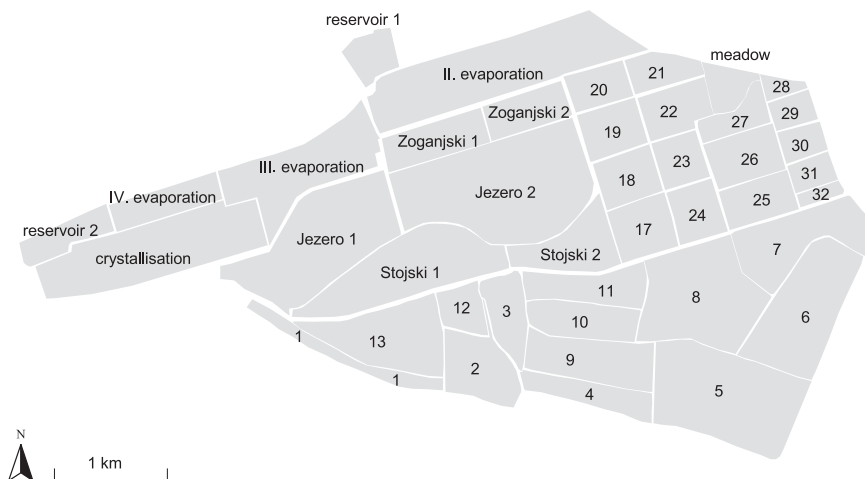 reservoir 1
meadow
II. evaporation
21
20
28
Zoganjski 2
22
29
27
Zoganjski 1
19
30
III. evaporation
26
23
18
31
IV. evaporation
Jezero 2
32
25
reservoir 2
17
24
Jezero 1
7
crystallisation
Stojski 2
Stojski 1
11
8
12
3
6
10
1
13
9
2
5
1
4
N
1 km